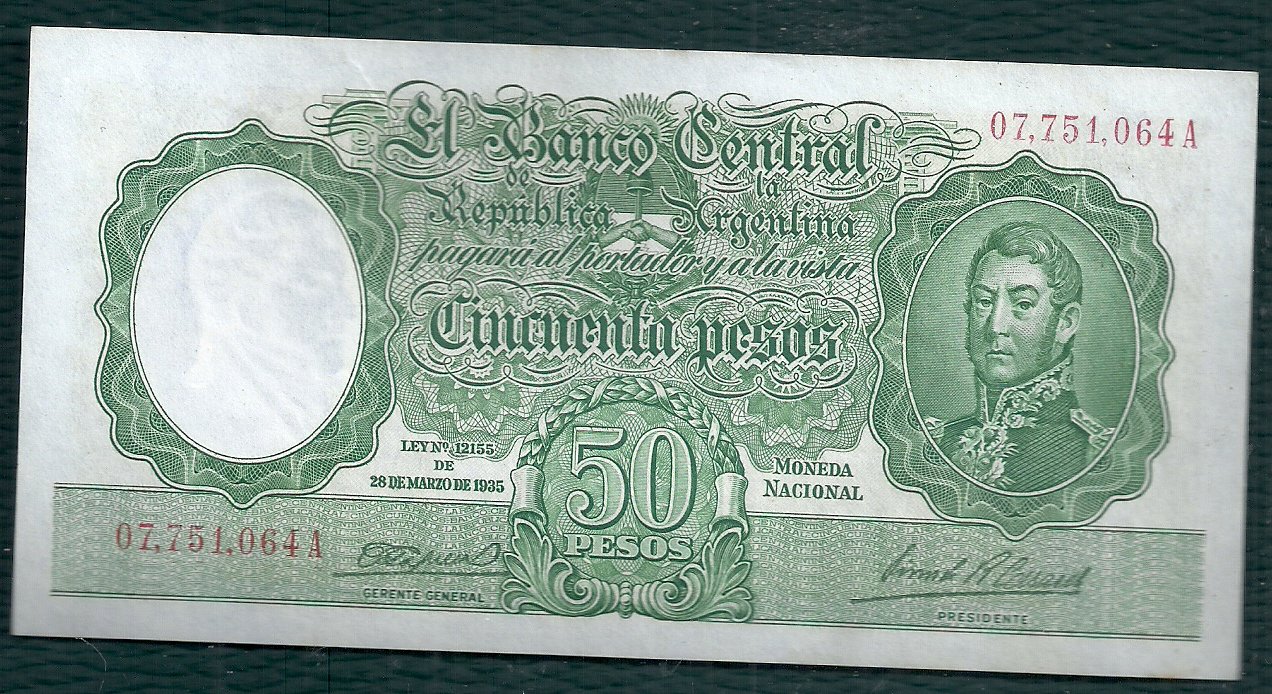 El Banco Central
de la
República Argentina
pagará al portador y a la vista
Cincuenta pesos
07,751,064A
LEY Nº 12155
DE
28 DE MARZO DE 1935
50
PESOS
MONEDA
NACIONAL
07,751,064A
GERENTE GENERAL
PRESIDENTE